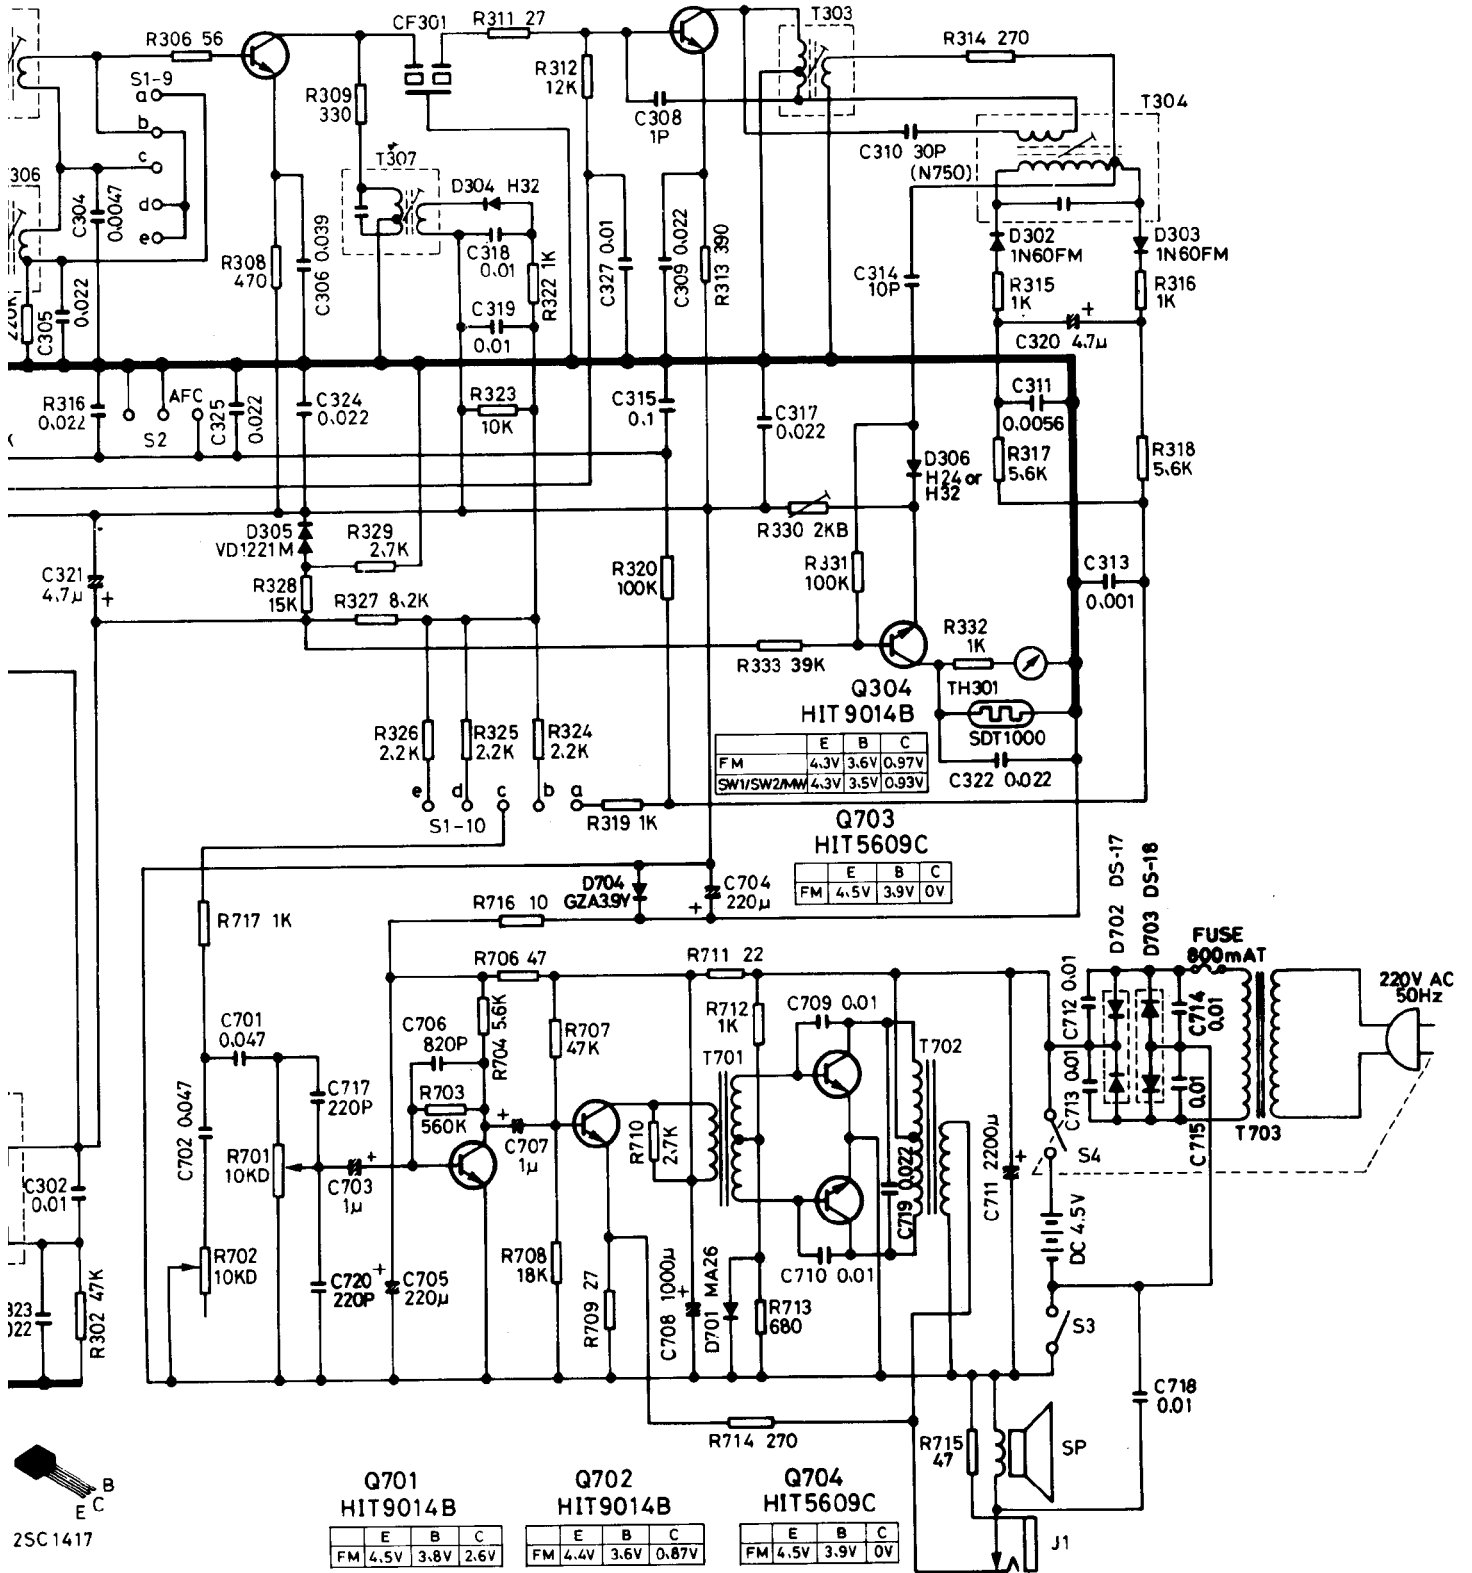 R306 56
S1-9
a
b
c
d
e
306
C304
0.0047
C305
0.022
220K
R308
470
C306 0.039
R309
330
CF301
R311 27
T307
D304 H32
C318
0.01
R322 1K
C319
0.01
R312
12K
C308
1P
C327 0.01
C309 0.022
R313 390
T303
R314 270
C310 30P
(N750)
T304
D302
1N60FM
D303
1N60FM
C314
10P
R315
1K
R316
1K
C320 4.7µ
+
R316
0.022
AFC
S2
C325
0.022
C324
0.022
R323
10K
C315
0.1
C317
0.022
C311
0.0056
R317
5.6K
R318
5.6K
D306
H24 or
H32
K
D305
VD1221M
R329
2.7K
R330 2KB
C321
4.7µ
+
R328
15K
R327 8.2K
R320
100K
R331
100K
C313
0.001
R332
1K
R333 39K
Q304
HIT 9014B
TH301
SDT1000
E B C
FM 4.3V 3.6V 0.97V
SW1/SW2/MW 4.3V 3.5V 0.93V
C322 0.022
R326
2.2K
R325
2.2K
R324
2.2K
e d c b a
S1-10
R319 1K
Q703
HIT5609C
E B C
FM 4.5V 3.9V 0V
D704
GZA3.9Y
C704
220µ
+
R716 10
R717 1K
D702 DS-17
D703 DS-18
FUSE
800mAT
220V AC
50Hz
R706 47
R711 22
C701
0.047
C706
820P
R704 5.6K
R707
47K
R712
1K
C709 0.01
C712 0.01
C714
0.01
T701
T702
C717
220P
R703
560K
C713 0.01
C715 0.01
T703
C702 0.047
R701
10KD
C703
1µ
+
C707
1µ
+
R710
2.7K
C719 0.022
C711 2200µ
+
S4
DC 4.5V
C302
0.01
R702
10KD
C720
220P
C705
220µ
+
R708
18K
R709 27
C708 1000µ
+
D701 MA26
C710 0.01
R713
680
S3
323
022
R302 47K
C718
0.01
R714 270
R715
47
SP
J1
B
C
E
2SC1417
Q701
HIT9014B
E B C
FM 4.5V 3.8V 2.6V
Q702
HIT9014B
E B C
FM 4.4V 3.6V 0.87V
Q704
HIT5609C
E B C
FM 4.5V 3.9V 0V